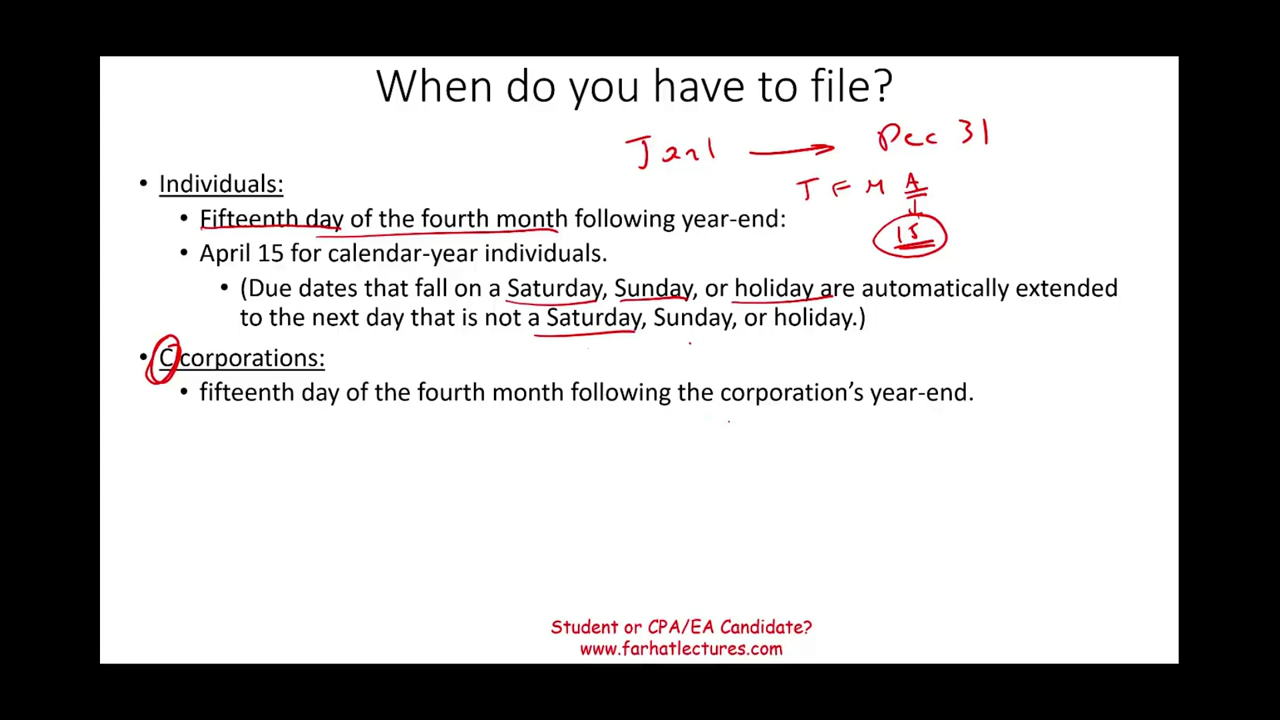 When do you have to file?
Jan 1 → Dec 31
• Individuals:
J F M A
• Fifteenth day of the fourth month following year-end:
15
• April 15 for calendar-year individuals.
• (Due dates that fall on a Saturday, Sunday, or holiday are automatically extended
to the next day that is not a Saturday, Sunday, or holiday.)
• C corporations:
• fifteenth day of the fourth month following the corporation’s year-end.
Student or CPA/EA Candidate?
www.farhatlectures.com